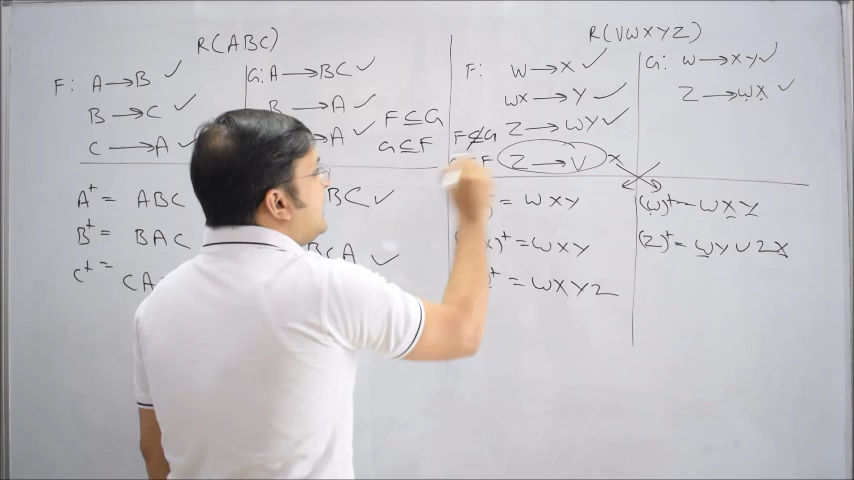 R(ABC)
F: A→B ✓
B→C ✓
C→A ✓
G: A→BC ✓
B→A ✓
A ✓
F⊆G
G⊆F
A⁺= ABC
B⁺= BAC
C⁺= CA
BC ✓
BCA ✓
R(VWXYZ)
F: W→X ✓
WX→Y ✓
Z→WY ✓
Z→V ✗
F⊈G
⊆F
G: W→XY ✓
Z→WX ✓
= WXY
)⁺ = WXY
⁺ = WXYZ
(W)⁺= WXY
(Z)⁺= WYVZX